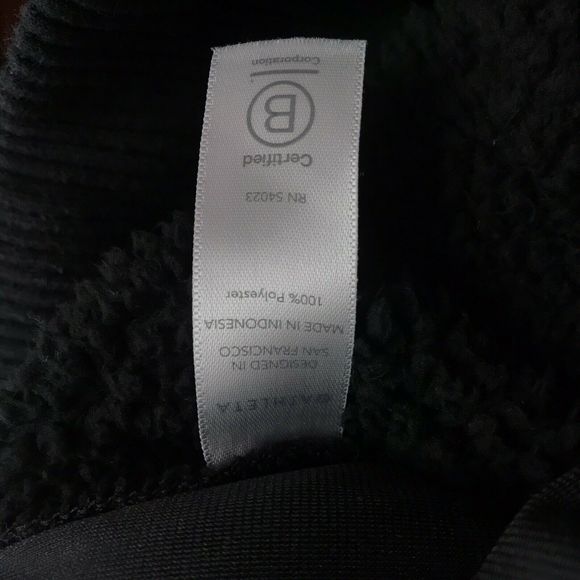 ATHLETA
DESIGNED IN
SAN FRANCISCO
MADE IN INDONESIA
100% Polyester
RN 54023
Certified
B
Corporation